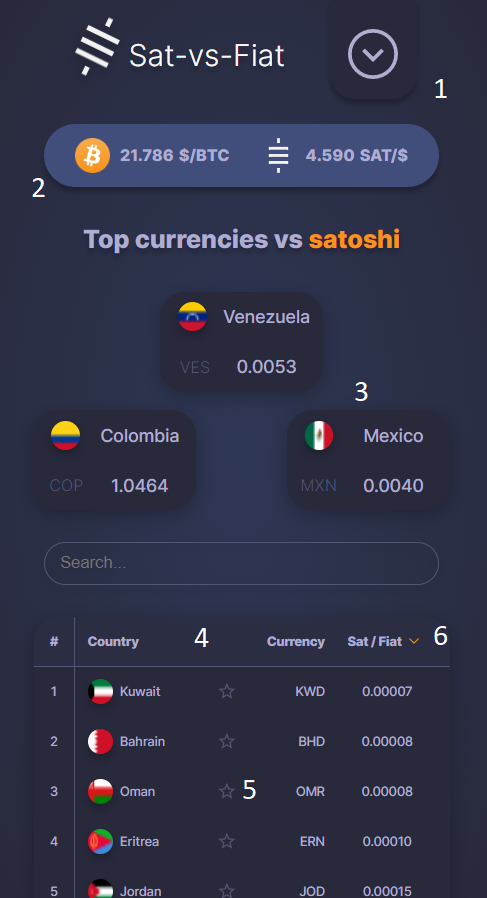 Sat-vs-Fiat
1
21.786 $/BTC 4.590 SAT/$
2
Top currencies vs satoshi
Venezuela
VES 0.0053
3
Colombia Mexico
COP 1.0464 MXN 0.0040
Search...
# Country 4 Currency Sat / Fiat 6
1 Kuwait KWD 0.00007
2 Bahrain BHD 0.00008
3 Oman 5 OMR 0.00008
4 Eritrea ERN 0.00010
5 Jordan JOD 0.00015